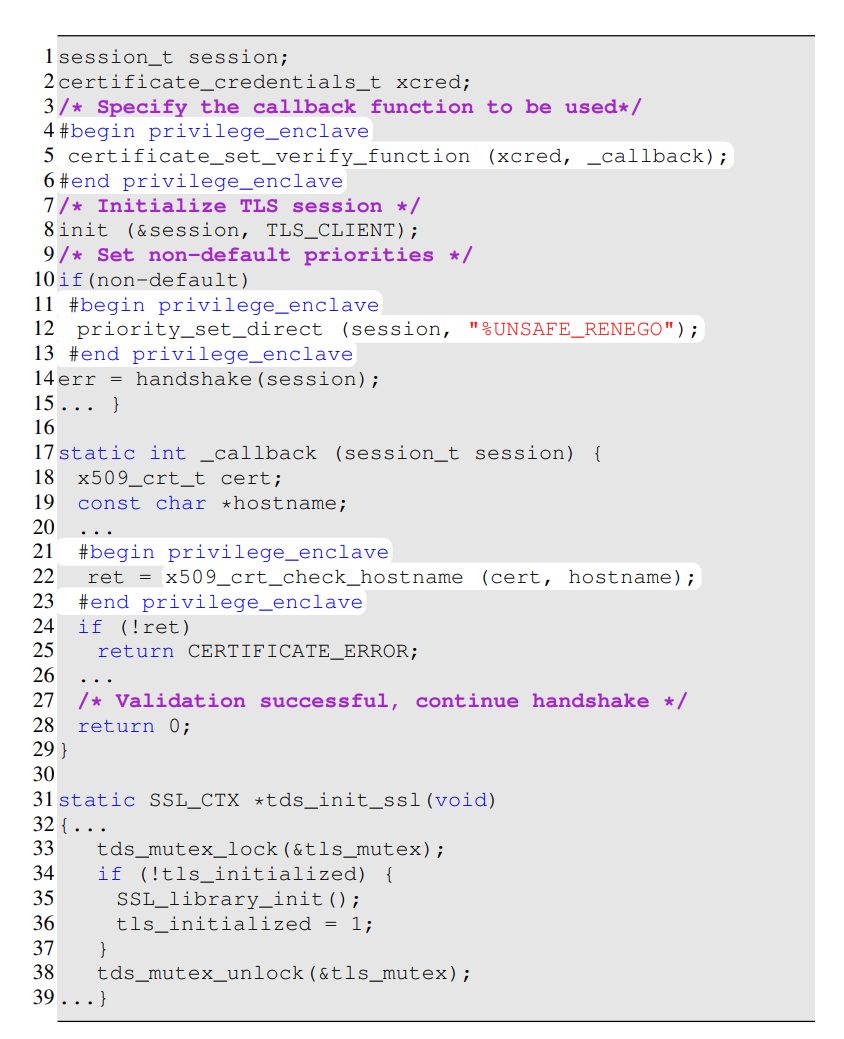 1 session_t session;
2 certificate_credentials_t xcred;
3 /* Specify the callback function to be used*/
4 #begin privilege_enclave
5 certificate_set_verify_function (xcred, _callback);
6 #end privilege_enclave
7 /* Initialize TLS session */
8 init (&session, TLS_CLIENT);
9 /* Set non-default priorities */
10 if(non-default)
11 #begin privilege_enclave
12 priority_set_direct (session, "%UNSAFE_RENEGO");
13 #end privilege_enclave
14 err = handshake(session);
15 ... }
16
17 static int _callback (session_t session) {
18 x509_crt_t cert;
19 const char *hostname;
20 ...
21 #begin privilege_enclave
22 ret = x509_crt_check_hostname (cert, hostname);
23 #end privilege_enclave
24 if (!ret)
25 return CERTIFICATE_ERROR;
26 ...
27 /* Validation successful, continue handshake */
28 return 0;
29 }
30
31 static SSL_CTX *tds_init_ssl(void)
32 {...
33 tds_mutex_lock(&tls_mutex);
34 if (!tls_initialized) {
35 SSL_library_init();
36 tls_initialized = 1;
37 }
38 tds_mutex_unlock(&tls_mutex);
39 ...}